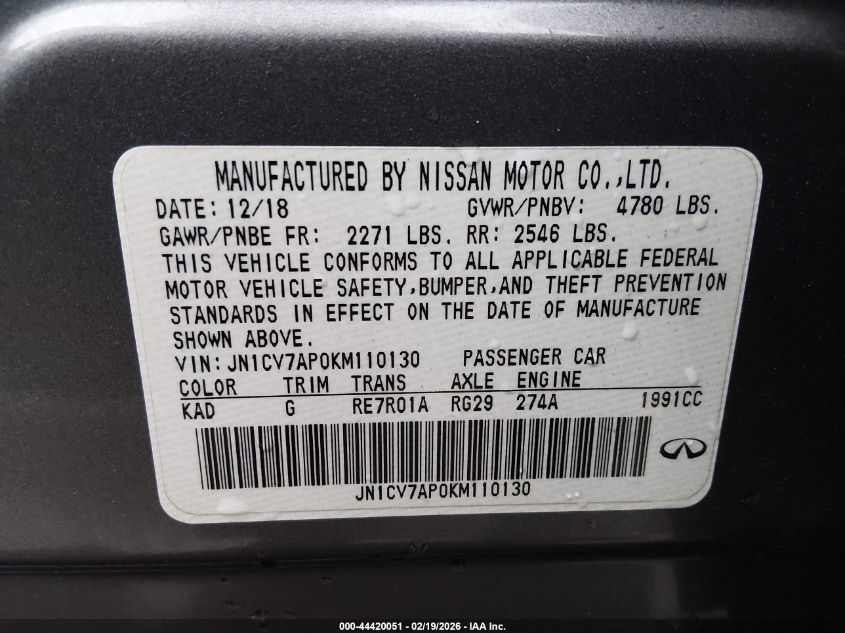 MANUFACTURED BY NISSAN MOTOR CO.,LTD.
DATE: 12/18 GVWR/PNBV: 4780 LBS.
GAWR/PNBE FR: 2271 LBS. RR: 2546 LBS.
THIS VEHICLE CONFORMS TO ALL APPLICABLE FEDERAL
MOTOR VEHICLE SAFETY,BUMPER,AND THEFT PREVENTION
STANDARDS IN EFFECT ON THE DATE OF MANUFACTURE
SHOWN ABOVE.
VIN: JN1CV7AP0KM110130 PASSENGER CAR
COLOR TRIM TRANS AXLE ENGINE
KAD G RE7R01A RG29 274A 1991CC
JN1CV7AP0KM110130
000-44420051 - 02/19/2026 - IAA Inc.